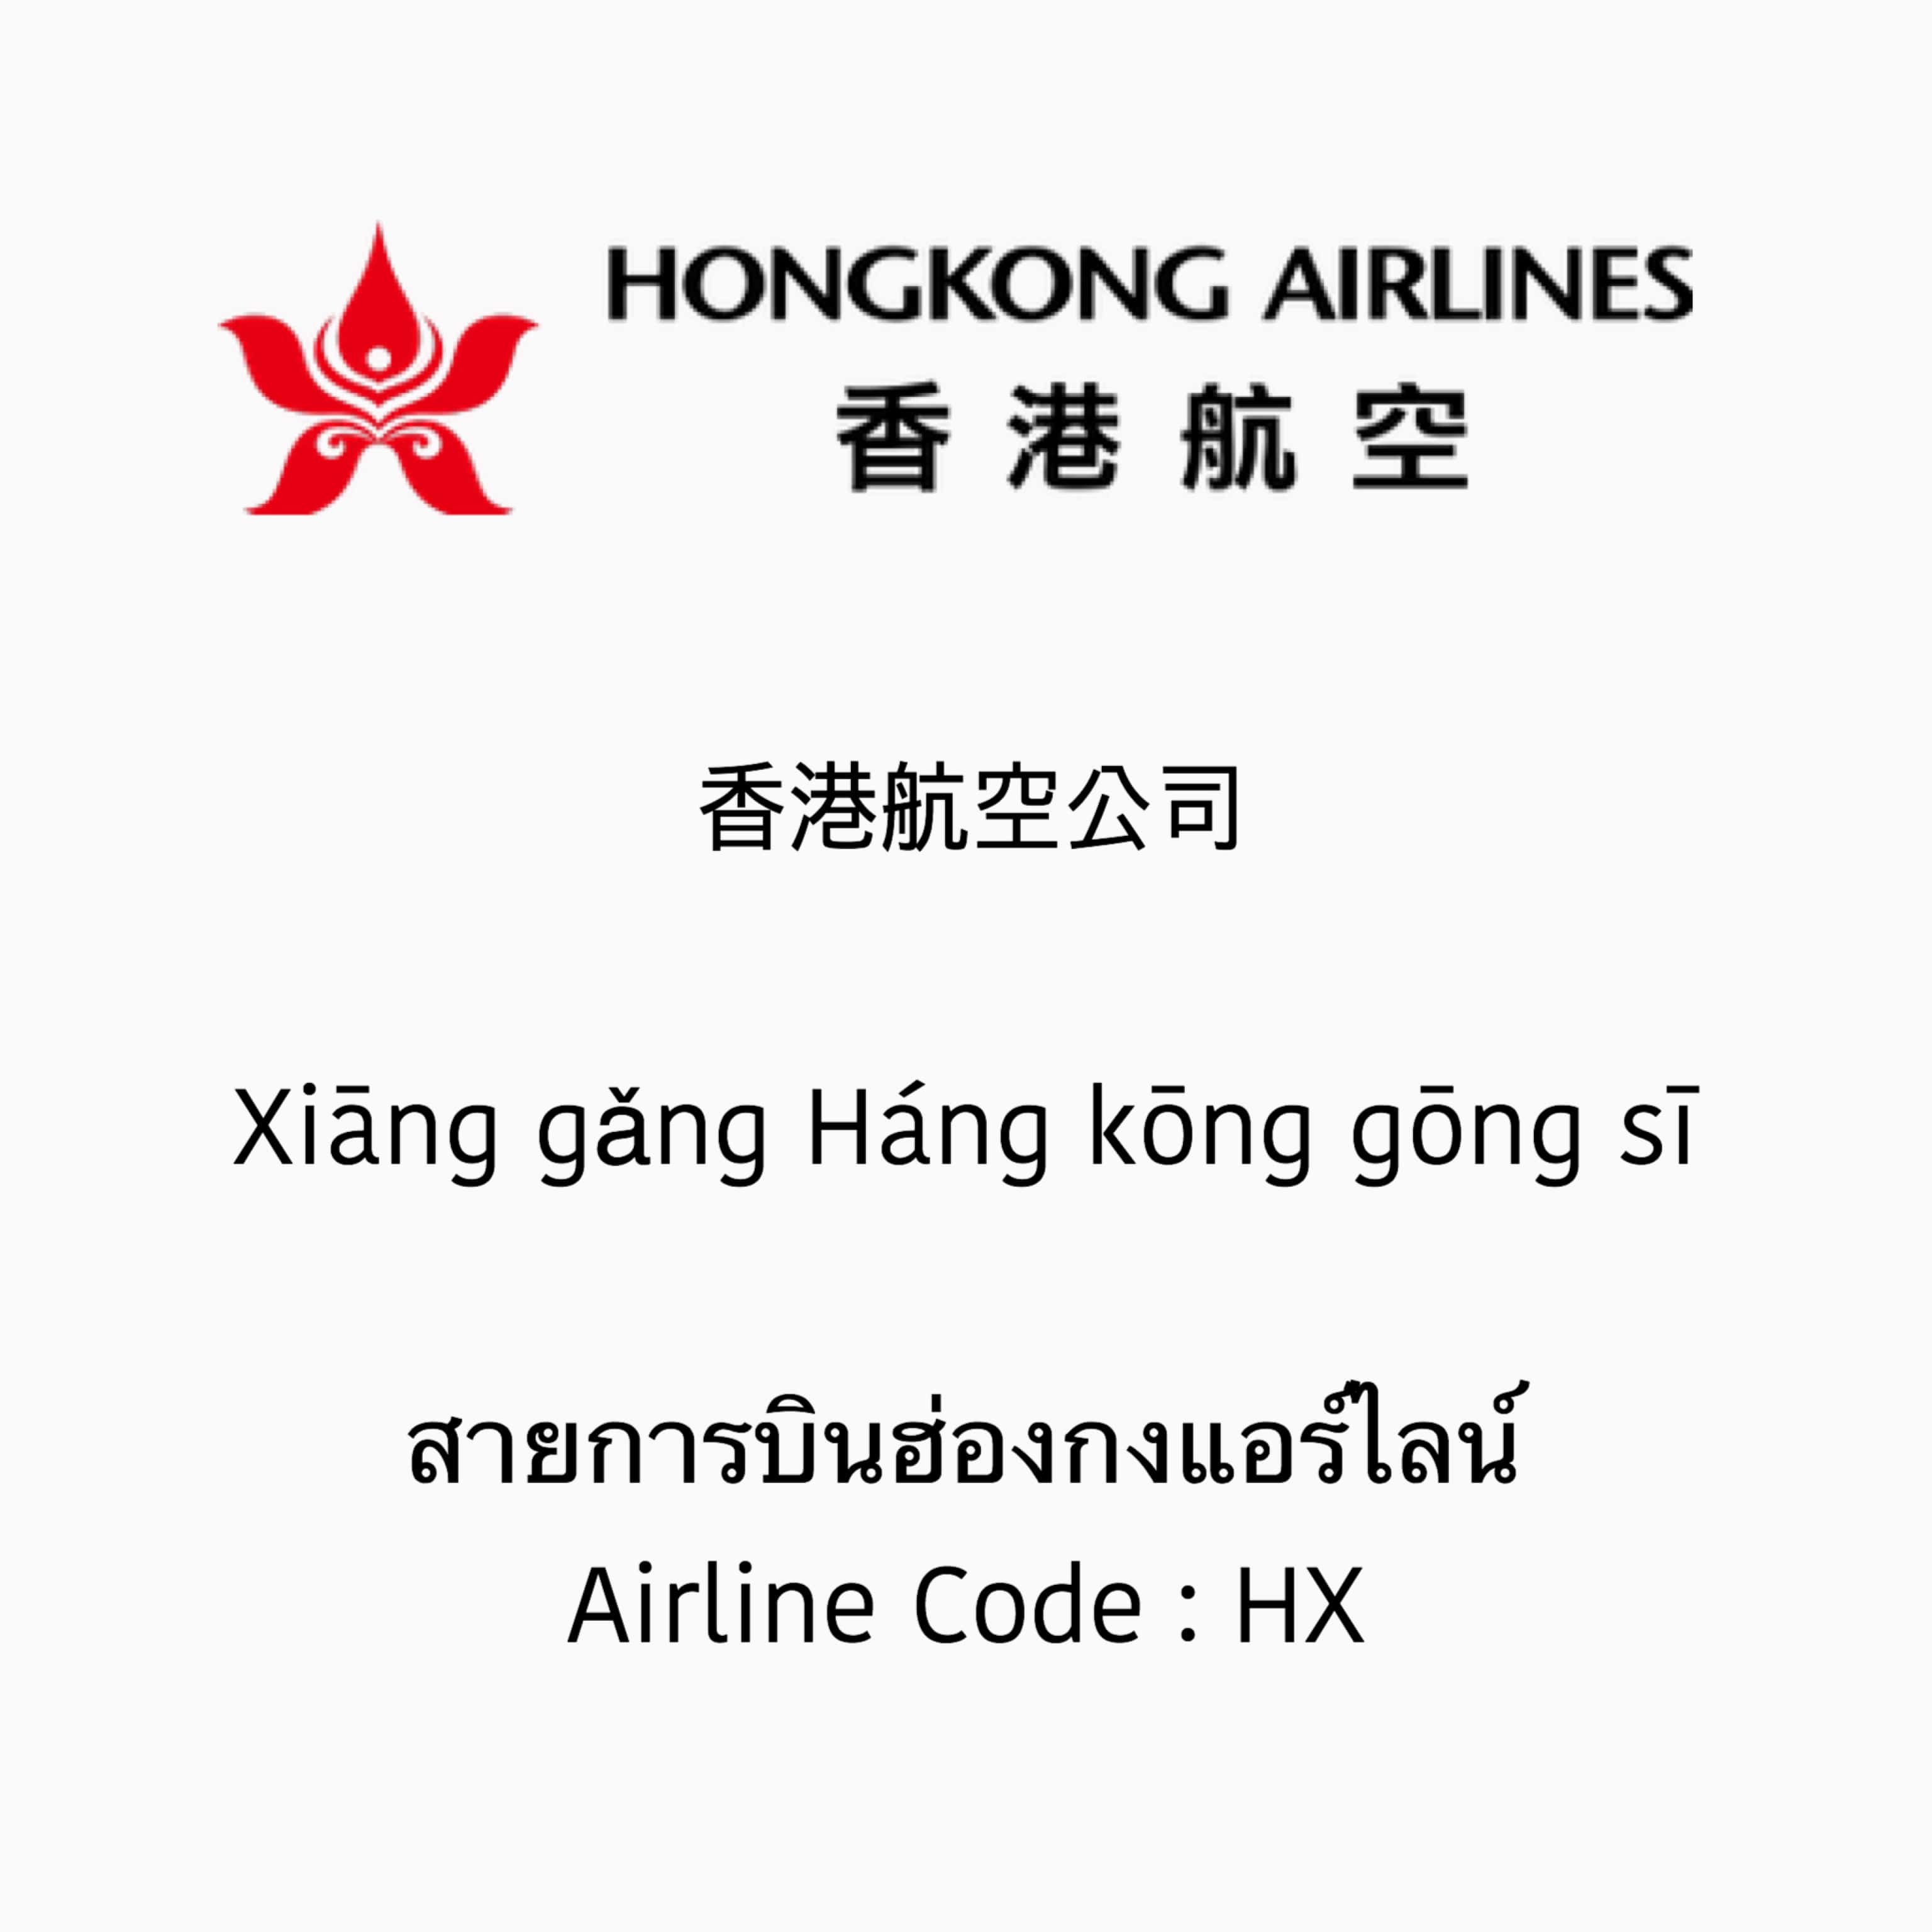 HONGKONG AIRLINES
香港航空
香港航空公司
Xiāng gǎng Háng kōng gōng sī
สายการบินฮ่องกงแอร์ไลน์
Airline Code : HX